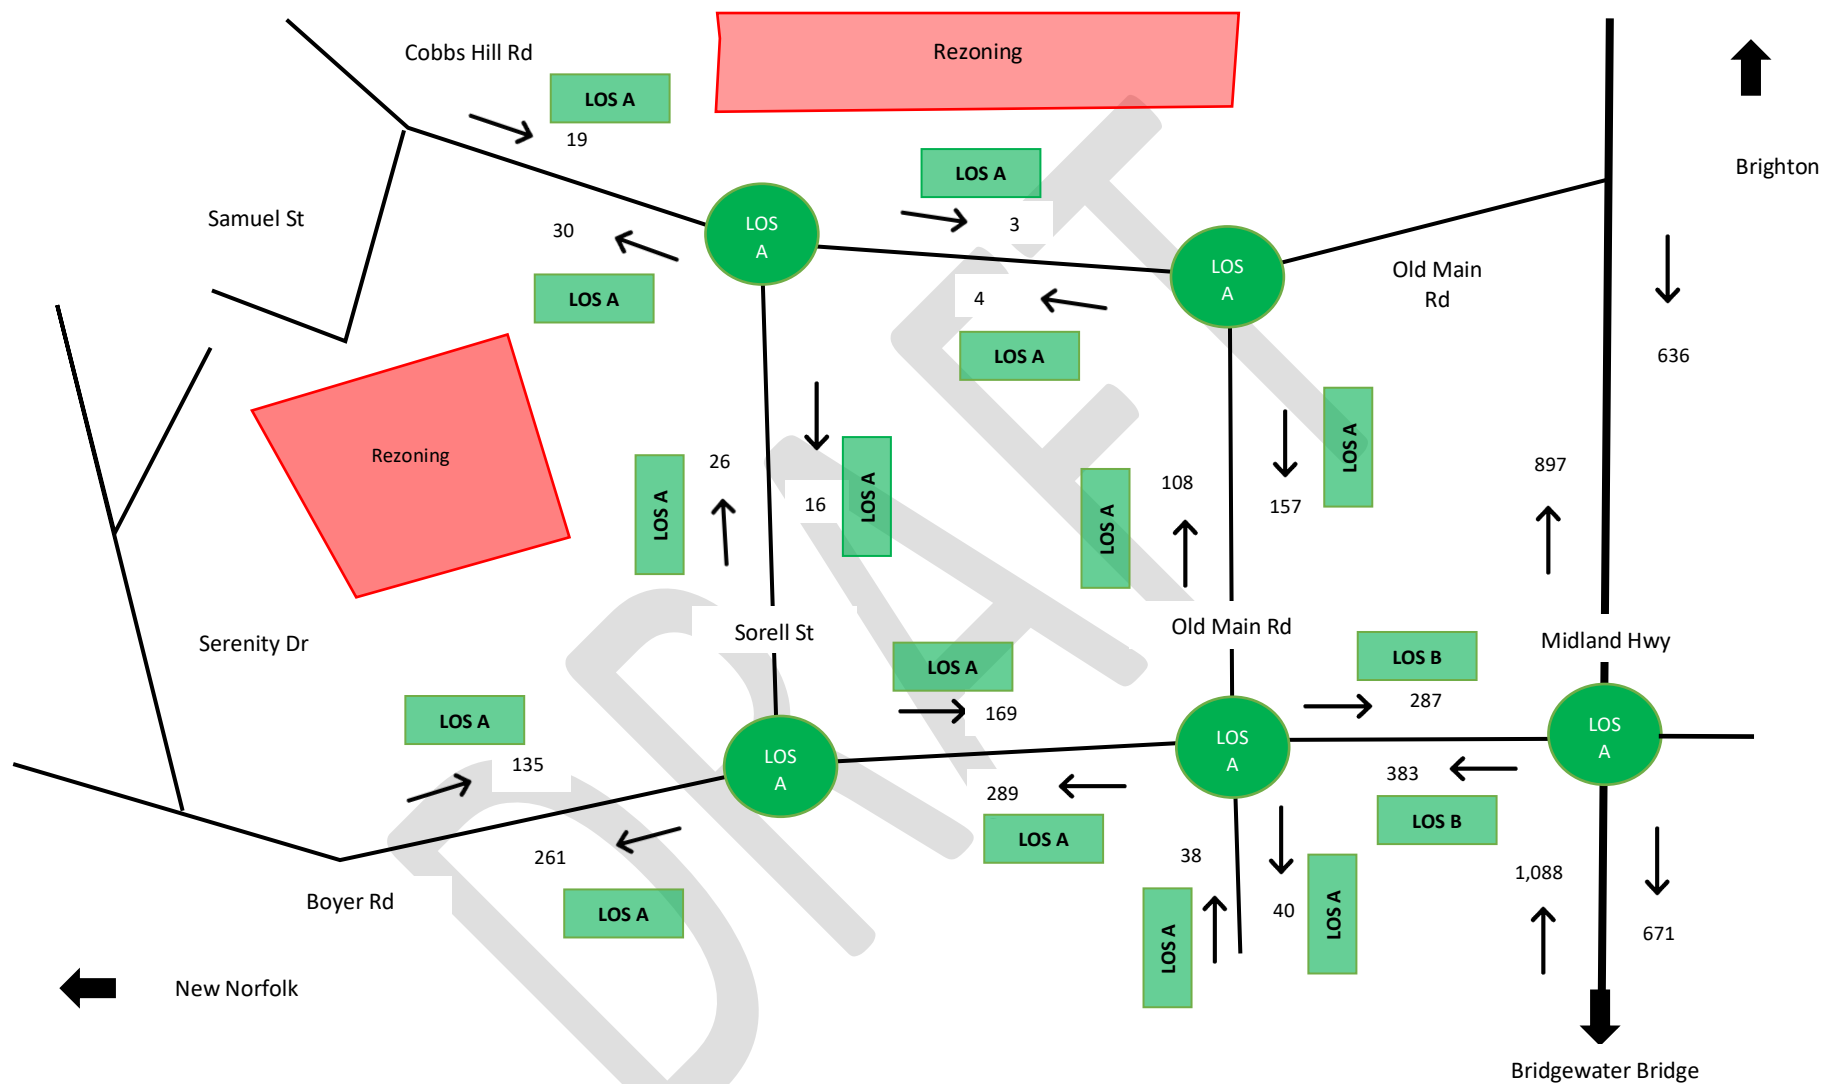 Cobbs Hill Rd
Rezoning
LOS A
19
Brighton
LOS A
3
Samuel St
30
LOS
A
LOS
A
Old Main
Rd
LOS A
4
LOS A
636
Rezoning
26
LOS A
16
LOS A
108
LOS A
157
LOS A
897
Serenity Dr
Sorell St
Old Main Rd
Midland Hwy
LOS A
169
LOS B
287
LOS A
135
LOS
A
LOS
A
LOS
A
289
LOS A
383
LOS B
261
LOS A
Boyer Rd
38
LOS A
40
LOS A
1,088
671
New Norfolk
Bridgewater Bridge
DRAFT